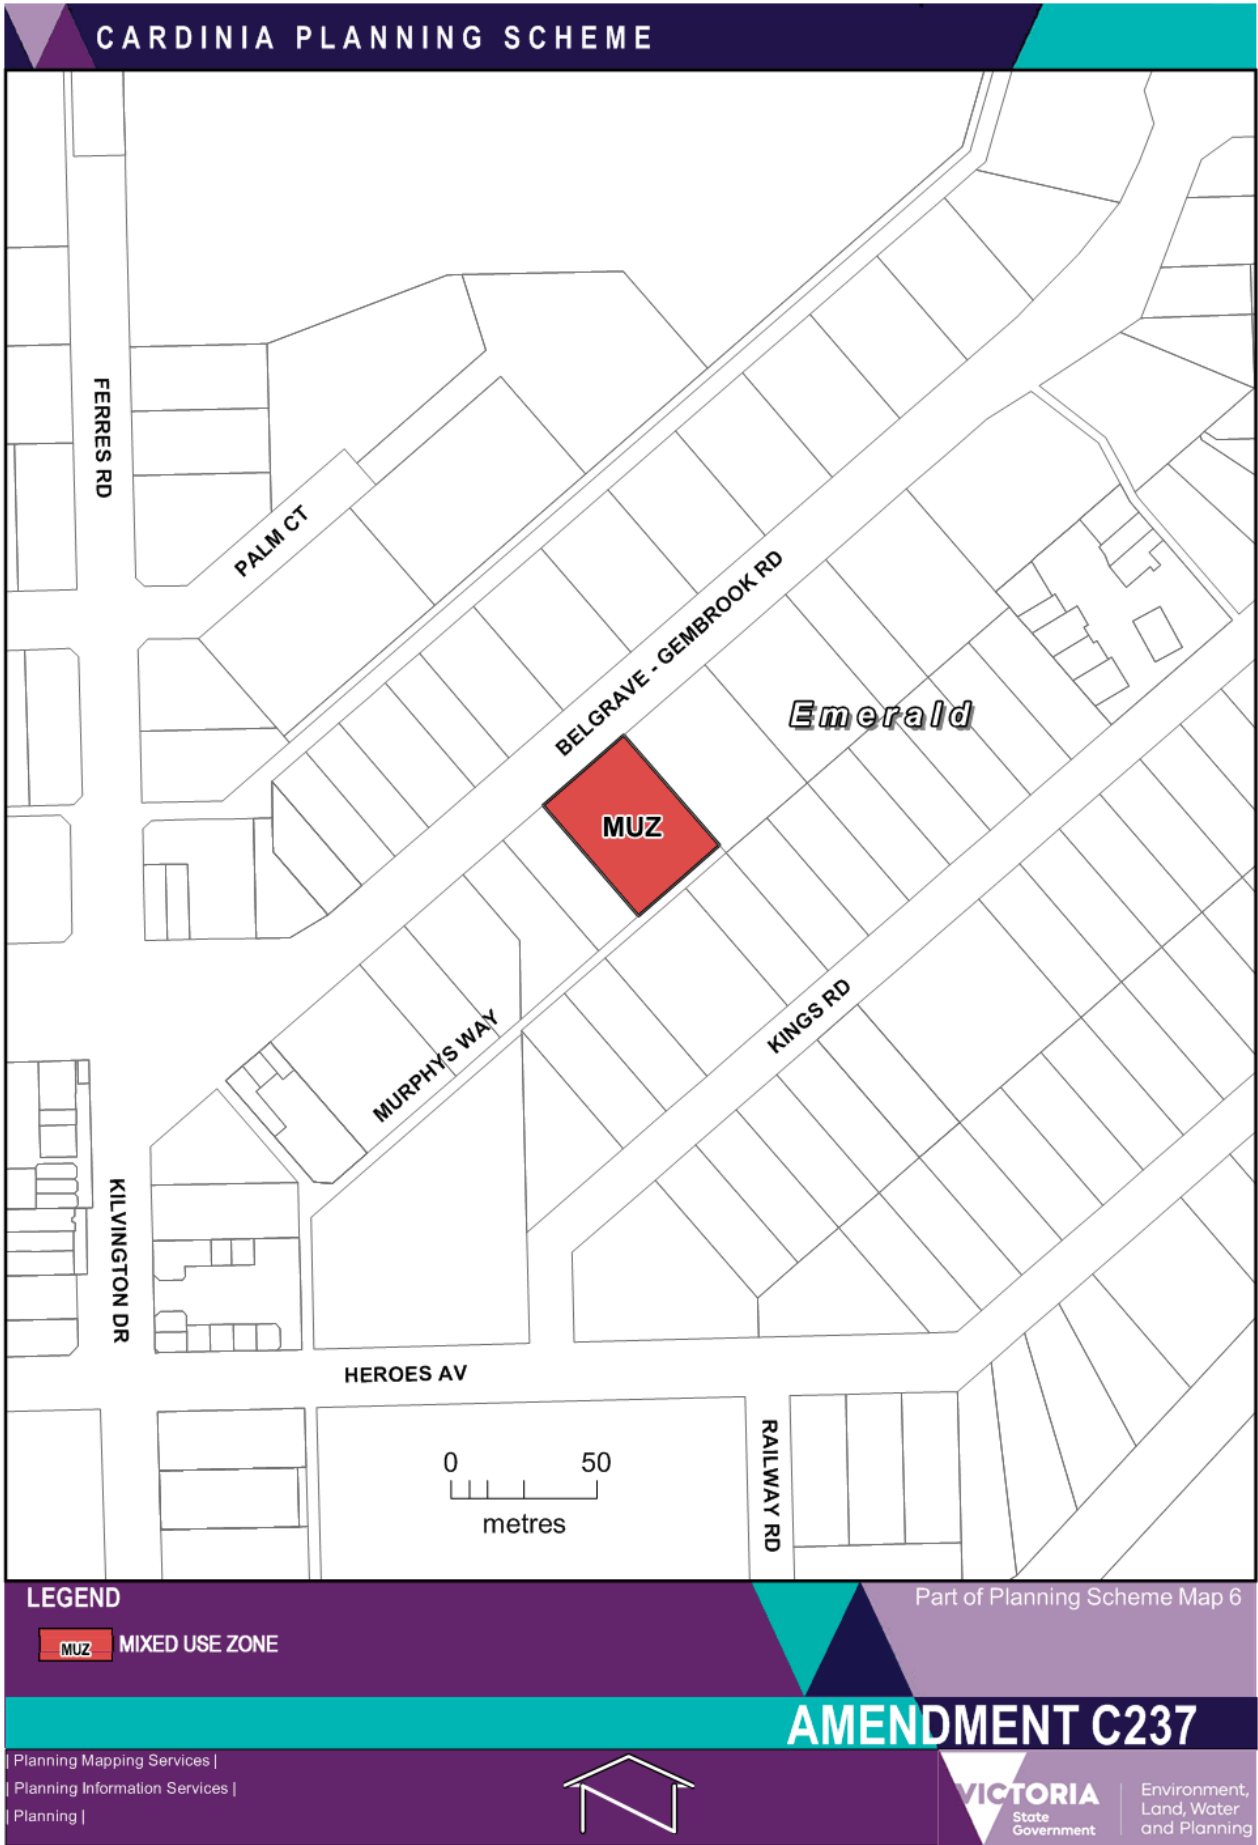 CARDINIA PLANNING SCHEME
FERRES RD
PALM CT
BELGRAVE - GEMBROOK RD
Emerald
MUZ
KINGS RD
MURPHYS WAY
KILVINGTON DR
HEROES AV
RAILWAY RD
0 50
metres
LEGEND
MUZ MIXED USE ZONE
Part of Planning Scheme Map 6
AMENDMENT C237
| Planning Mapping Services |
| Planning Information Services |
| Planning |
N
VICTORIA
State
Government
Environment,
Land, Water
and Planning